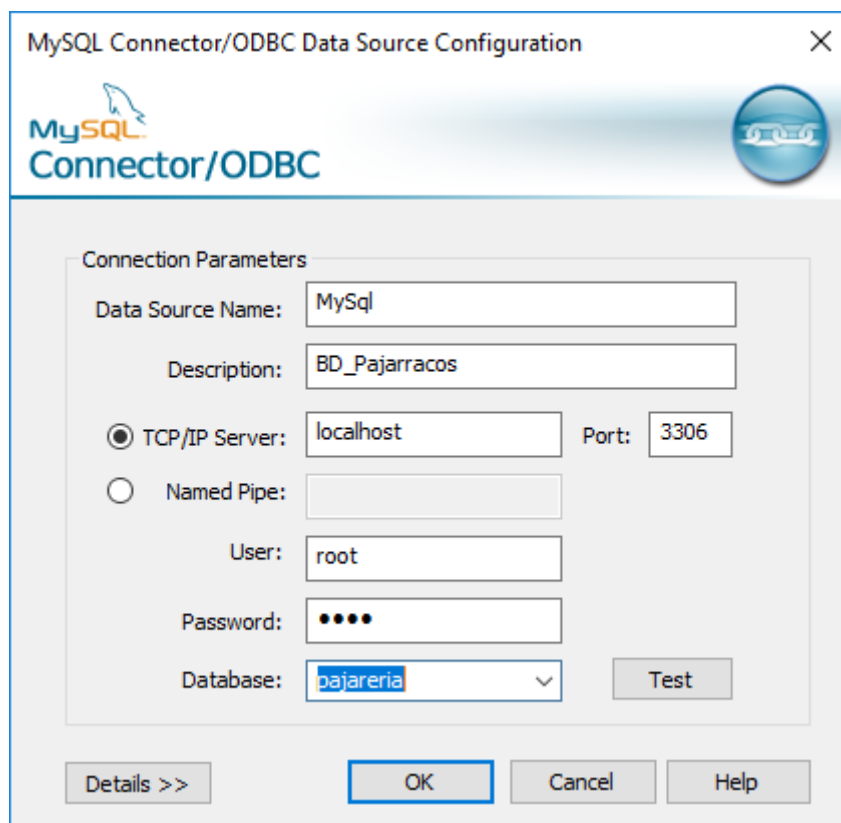 MySQL Connector/ODBC Data Source Configuration
MySQL
Connector/ODBC
Connection Parameters
Data Source Name: MySql
Description: BD_Pajarracos
TCP/IP Server: localhost Port: 3306
Named Pipe:
User: root
Password: ••••
Database: pajareria Test
Details >> OK Cancel Help